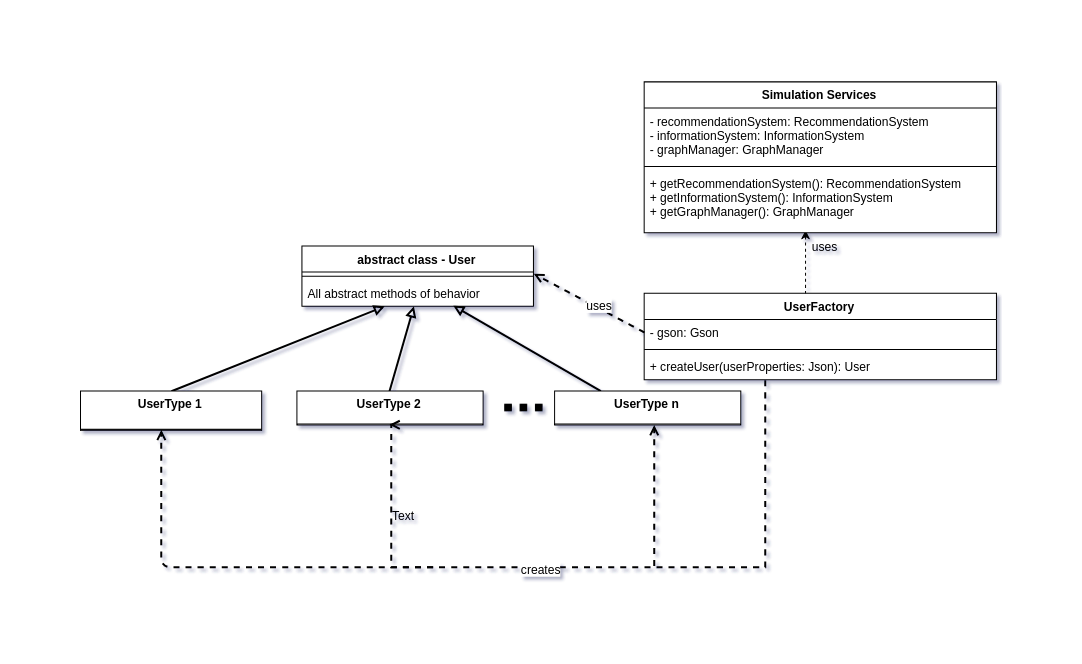 Simulation Services
- recommendationSystem: RecommendationSystem
- informationSystem: InformationSystem
- graphManager: GraphManager
+ getRecommendationSystem(): RecommendationSystem
+ getInformationSystem(): InformationSystem
+ getGraphManager(): GraphManager
uses
abstract class - User
All abstract methods of behavior
uses
UserFactory
- gson: Gson
+ createUser(userProperties: Json): User
UserType 1
UserType 2
UserType n
Text
creates